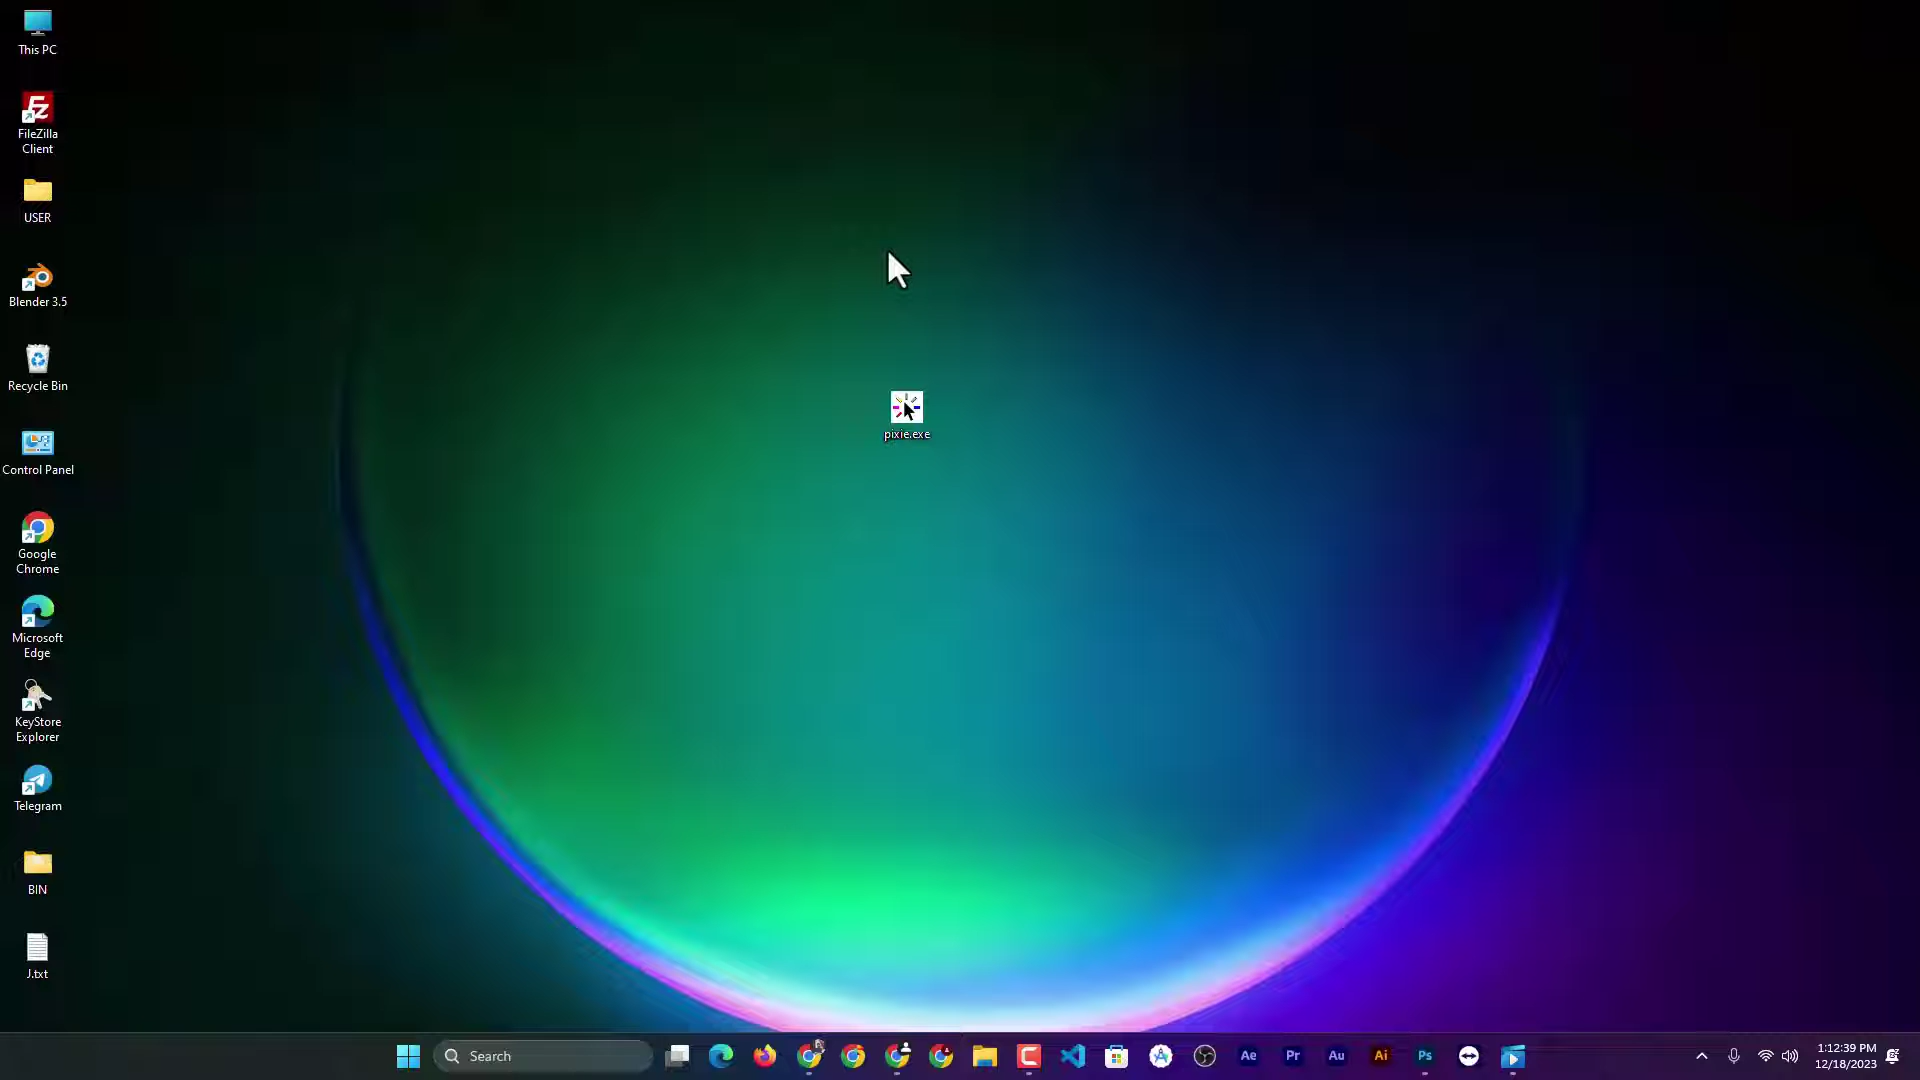 This PC
FileZilla
Client
USER
Blender 3.5
Recycle Bin
Control Panel
Google
Chrome
Microsoft
Edge
KeyStore
Explorer
Telegram
BIN
J.txt
pixie.exe
Search
Ae
Pr
Au
Ai
Ps
1:12:39 PM
12/18/2023